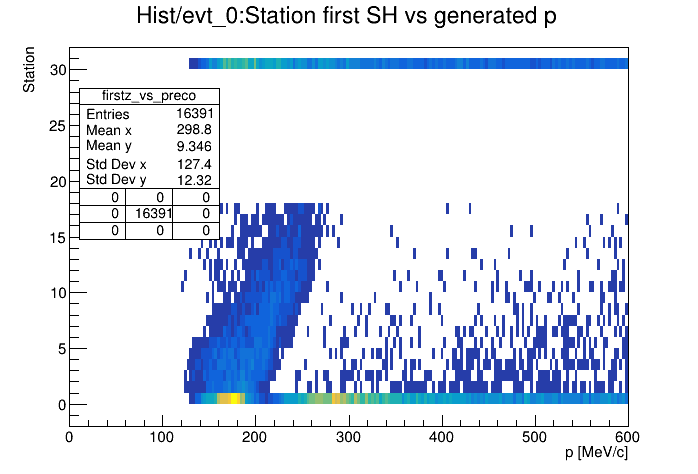 Hist/evt_0:Station first SH vs generated p
Station
30
25
20
15
10
5
0
firstz_vs_preco
Entries 16391
Mean x 298.8
Mean y 9.346
Std Dev x 127.4
Std Dev y 12.32
0 0 0
0 16391 0
0 0 0
0 100 200 300 400 500 600
p [MeV/c]